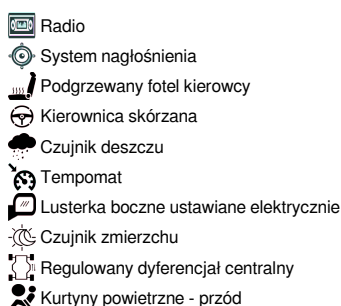 Radio
System nagłośnienia
Podgrzewany fotel kierowcy
Kierownica skórzana
Czujnik deszczu
Tempomat
Lusterka boczne ustawiane elektrycznie
Czujnik zmierzchu
Regulowany dyferencjał centralny
Kurtyny powietrzne - przód